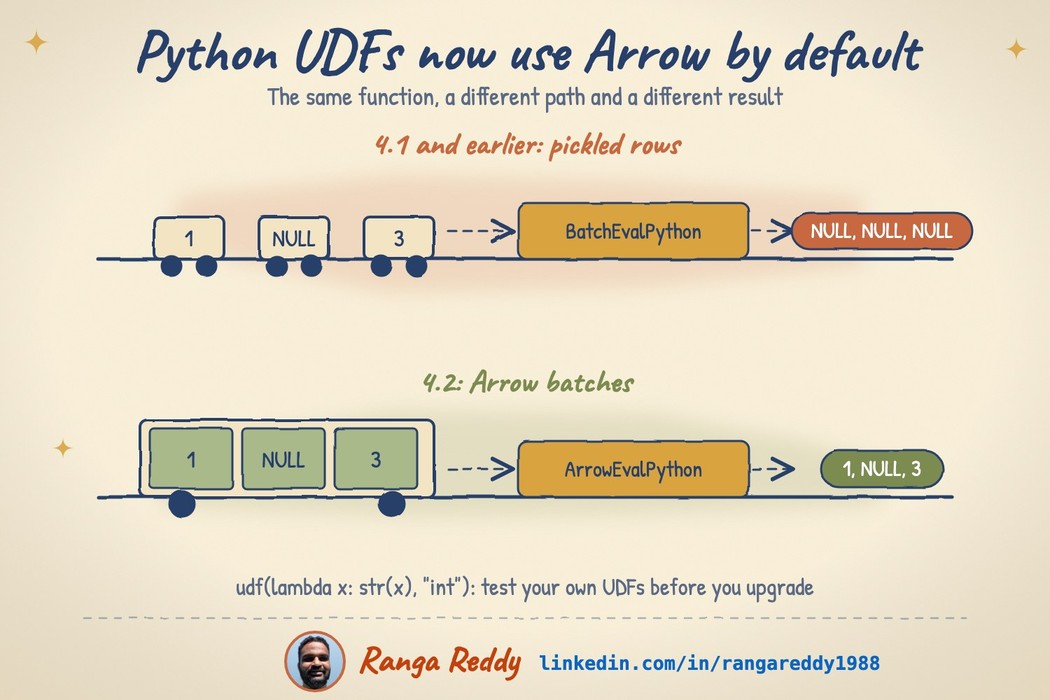 Python UDFs now use Arrow by default
The same function, a different path and a different result
4.1 and earlier: pickled rows
1 NULL 3 BatchEvalPython NULL, NULL, NULL
4.2: Arrow batches
1 NULL 3 ArrowEvalPython 1, NULL, 3
udf(lambda x: str(x), "int"): test your own UDFs before you upgrade
Ranga Reddy linkedin.com/in/rangareddy1988